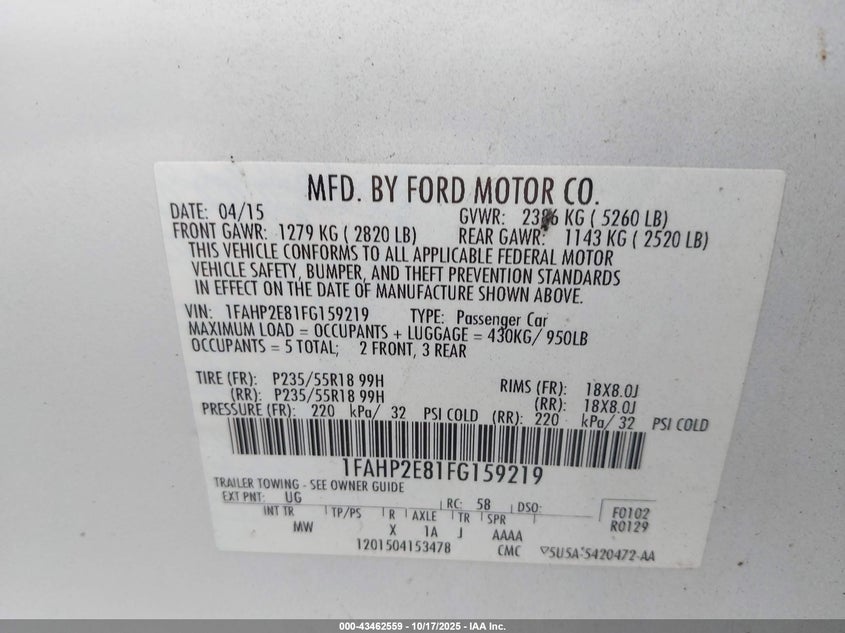 MFD. BY FORD MOTOR CO.
DATE: 04/15 GVWR: 2386 KG ( 5260 LB)
FRONT GAWR: 1279 KG ( 2820 LB) REAR GAWR: 1143 KG ( 2520 LB)
THIS VEHICLE CONFORMS TO ALL APPLICABLE FEDERAL MOTOR
VEHICLE SAFETY, BUMPER, AND THEFT PREVENTION STANDARDS
IN EFFECT ON THE DATE OF MANUFACTURE SHOWN ABOVE.
VIN: 1FAHP2E81FG159219 TYPE: Passenger Car
MAXIMUM LOAD = OCCUPANTS + LUGGAGE = 430KG/ 950LB
OCCUPANTS = 5 TOTAL; 2 FRONT, 3 REAR
TIRE (FR): P235/55R18 99H RIMS (FR): 18X8.0J
(RR): P235/55R18 99H (RR): 18X8.0J
PRESSURE (FR): 220 kPa/ 32 PSI COLD (RR): 220 kPa/ 32 PSI COLD
1FAHP2E81FG159219
TRAILER TOWING - SEE OWNER GUIDE
EXT PNT: UG RC: 58 DSO: F0102
INT TR TP/PS R AXLE TR SPR R0129
MW X 1A J AAAA
1201504153478 CMC 5U5A-5420472-AA
000-43462559 - 10/17/2025 - IAA Inc.